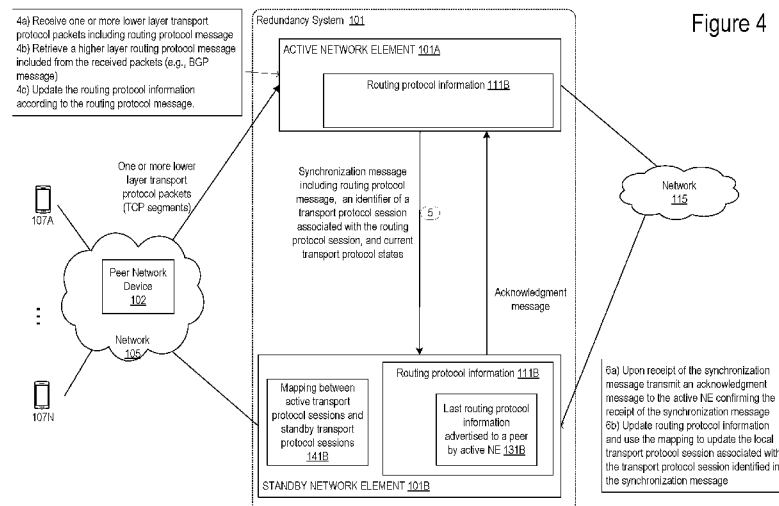 Figure 4
4a) Receive one or more lower layer transport
protocol packets including routing protocol message
4b) Retrieve a higher layer routing protocol message
included from the received packets (e.g., BGP
message)
4c) Update the routing protocol information
according to the routing protocol message.
Redundancy System 101
ACTIVE NETWORK ELEMENT 101A
Routing protocol information 111B
One or more lower
layer transport
protocol packets
(TCP segments)
107A
Synchronization message
including routing protocol
message, an identifier of a
transport protocol session
associated with the routing
protocol session, and current
transport protocol states
5
Network
115
Peer Network
Device
102
Network
105
107N
Acknowledgment
message
Mapping between
active transport
protocol sessions and
standby transport
protocol sessions
141B
Routing protocol information 111B
Last routing protocol
information
advertised to a peer
by active NE 131B
STANDBY NETWORK ELEMENT 101B
6a) Upon receipt of the synchronization
message transmit an acknowledgment
message to the active NE confirming the
receipt of the synchronization message
6b) Update routing protocol information
and use the mapping to update the local
transport protocol session associated with
the transport protocol session identified in
the synchronization message